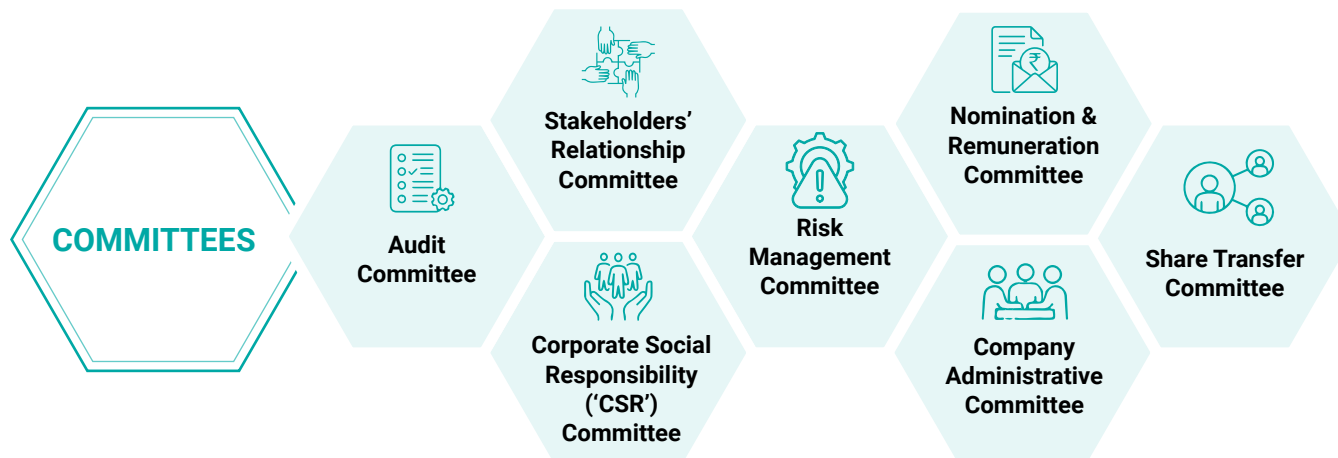 COMMITTEES
Audit
Committee
Stakeholders’
Relationship
Committee
Corporate Social
Responsibility
(‘CSR’)
Committee
Risk
Management
Committee
₹
Nomination &
Remuneration
Committee
Company
Administrative
Committee
Share Transfer
Committee